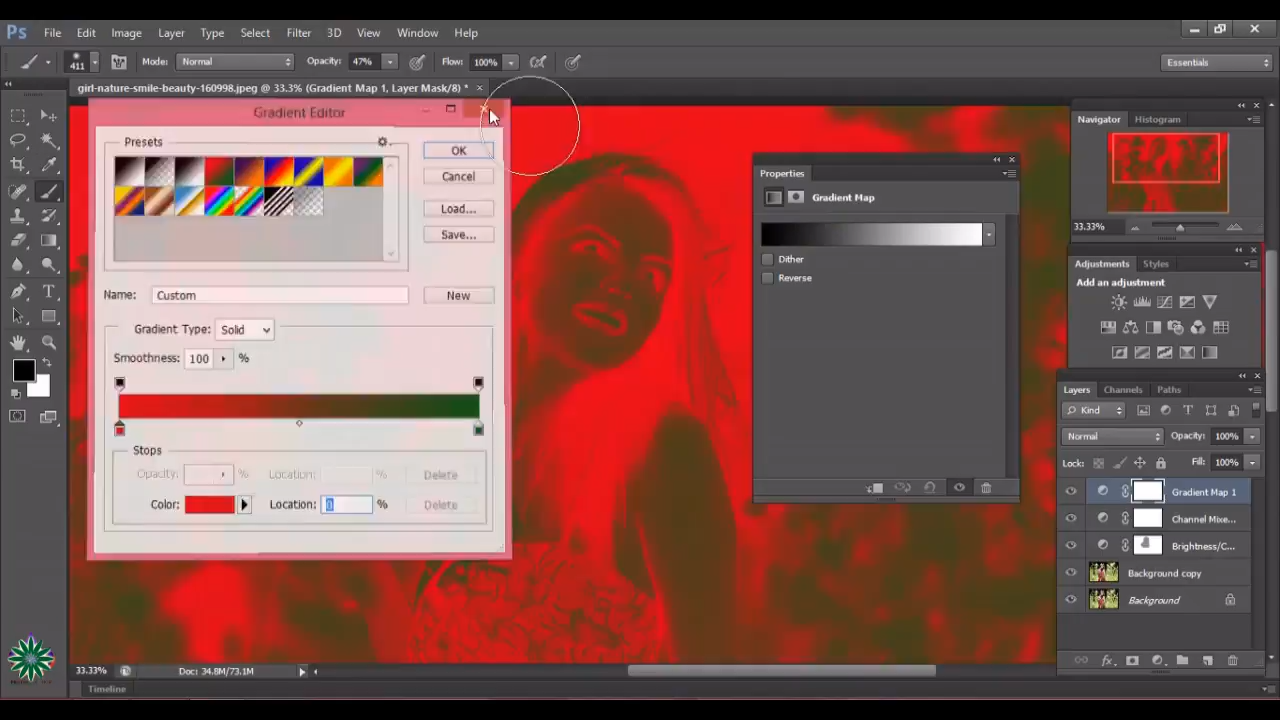 Ps File Edit Image Layer Type Select Filter 3D View Window Help
411 Mode: Normal Opacity: 47% Flow: 100% Essentials
girl-nature-smile-beauty-160998.jpeg @ 33.3% (Gradient Map 1, Layer Mask/8) *
Gradient Editor
Presets
OK
Cancel
Load...
Save...
Name: Custom
New
Gradient Type: Solid
Smoothness: 100 %
Stops
Opacity: % Location: % Delete
Color: Location: 0 % Delete
Properties
Gradient Map
Dither
Reverse
Navigator Histogram
33.33%
Adjustments Styles
Add an adjustment
Layers Channels Paths
Kind
Normal Opacity: 100%
Lock: Fill: 100%
Gradient Map 1
Channel Mixe...
Brightness/C...
Background copy
Background
fx
33.33% Doc: 34.8M/73.1M
Timeline